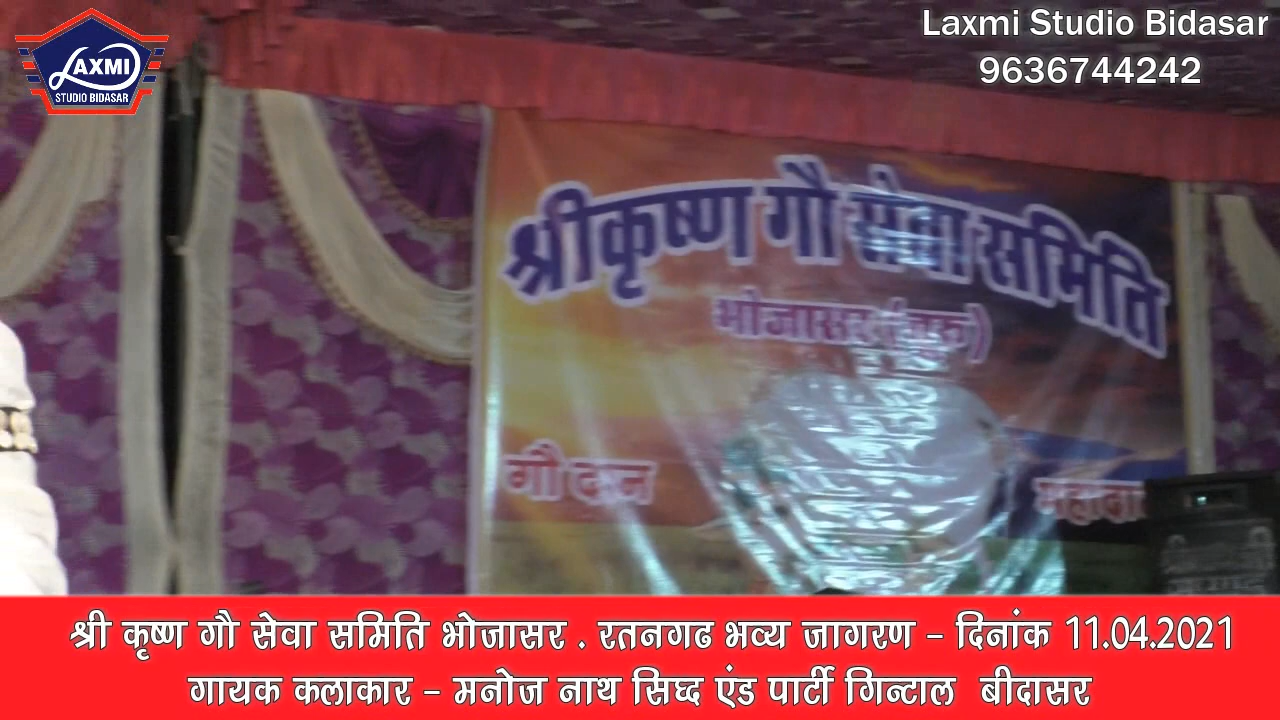 Laxmi Studio Bidasar
9636744242
LAXMI
STUDIO BIDASAR
श्रीकृष्ण गौ सेवा समिति
भोजासर (चुरू)
गौ दान
श्री कृष्ण गौ सेवा समिति भोजासर . रतनगढ भव्य जागरण - दिनांक 11.04.2021
गायक कलाकार - मनोज नाथ सिध्द एंड पार्टी गिन्टाल बीदासर